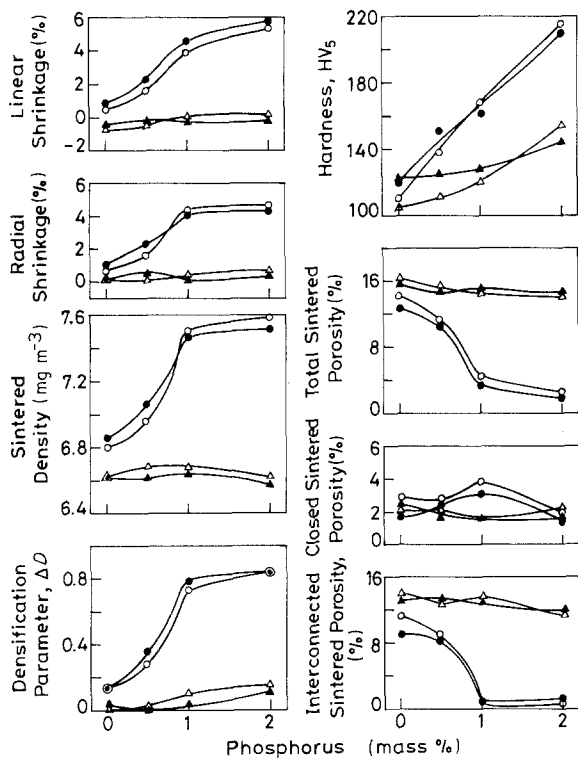 Linear
Shrinkage(%)
6
4
2
0
-2
Radial
Shrinkage(%)
6
4
2
0
Sintered
Density (mg m⁻³)
7.6
7.2
6.8
6.4
Densification
Parameter, ΔD
0.8
0.4
0
0 1 2
Hardness, HV₅
220
180
140
100
Total Sintered
Porosity(%)
16
8
0
Closed Sintered
Porosity(%)
6
4
2
0
Interconnected
Sintered Porosity,
(%)
16
8
0
0 1 2
Phosphorus (mass %)